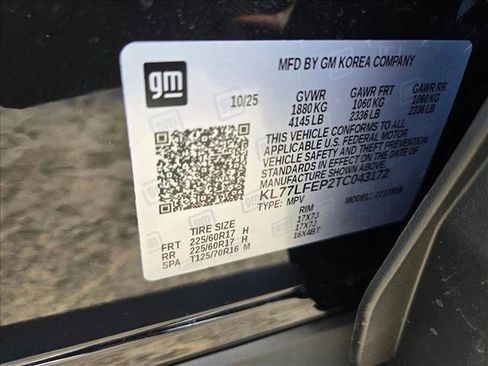 gm
MFD BY GM KOREA COMPANY
10/25
GVWR GAWR FRT GAWR RR
1880 KG 1060 KG 1060 KG
4145 LB 2336 LB 2336 LB
THIS VEHICLE CONFORMS TO ALL
APPLICABLE U.S. FEDERAL MOTOR
VEHICLE SAFETY AND THEFT PREVENTION
STANDARDS IN EFFECT ON THE DATE OF
MANUFACTURE SHOWN ABOVE.
KL77LFEP2TC043172
TYPE: MPV MODEL:
TIRE SIZE RIM
FRT 225/60R17 H 17X7J
RR 225/60R17 H 17X7J
SPA T125/70R16 M 16X4BT